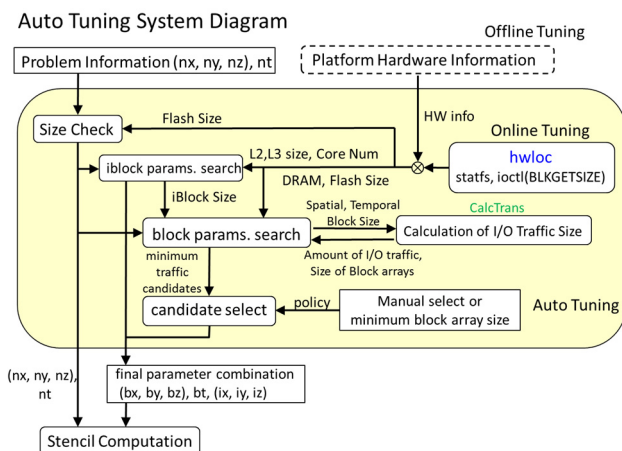 Auto Tuning System Diagram
Offline Tuning
Problem Information (nx, ny, nz), nt
Platform Hardware Information
Flash Size
HW info
Size Check
Online Tuning
hwloc
statfs, ioctl(BLKGETSIZE)
L2,L3 size, Core Num
iblock params. search
DRAM, Flash Size
iBlock Size
Spatial, Temporal
Block Size
CalcTrans
block params. search
Calculation of I/O Traffic Size
Amount of I/O traffic,
Size of Block arrays
minimum
traffic
candidates
candidate select
policy
Manual select or
minimum block array size
Auto Tuning
(nx, ny, nz),
nt
final parameter combination
(bx, by, bz), bt, (ix, iy, iz)
Stencil Computation